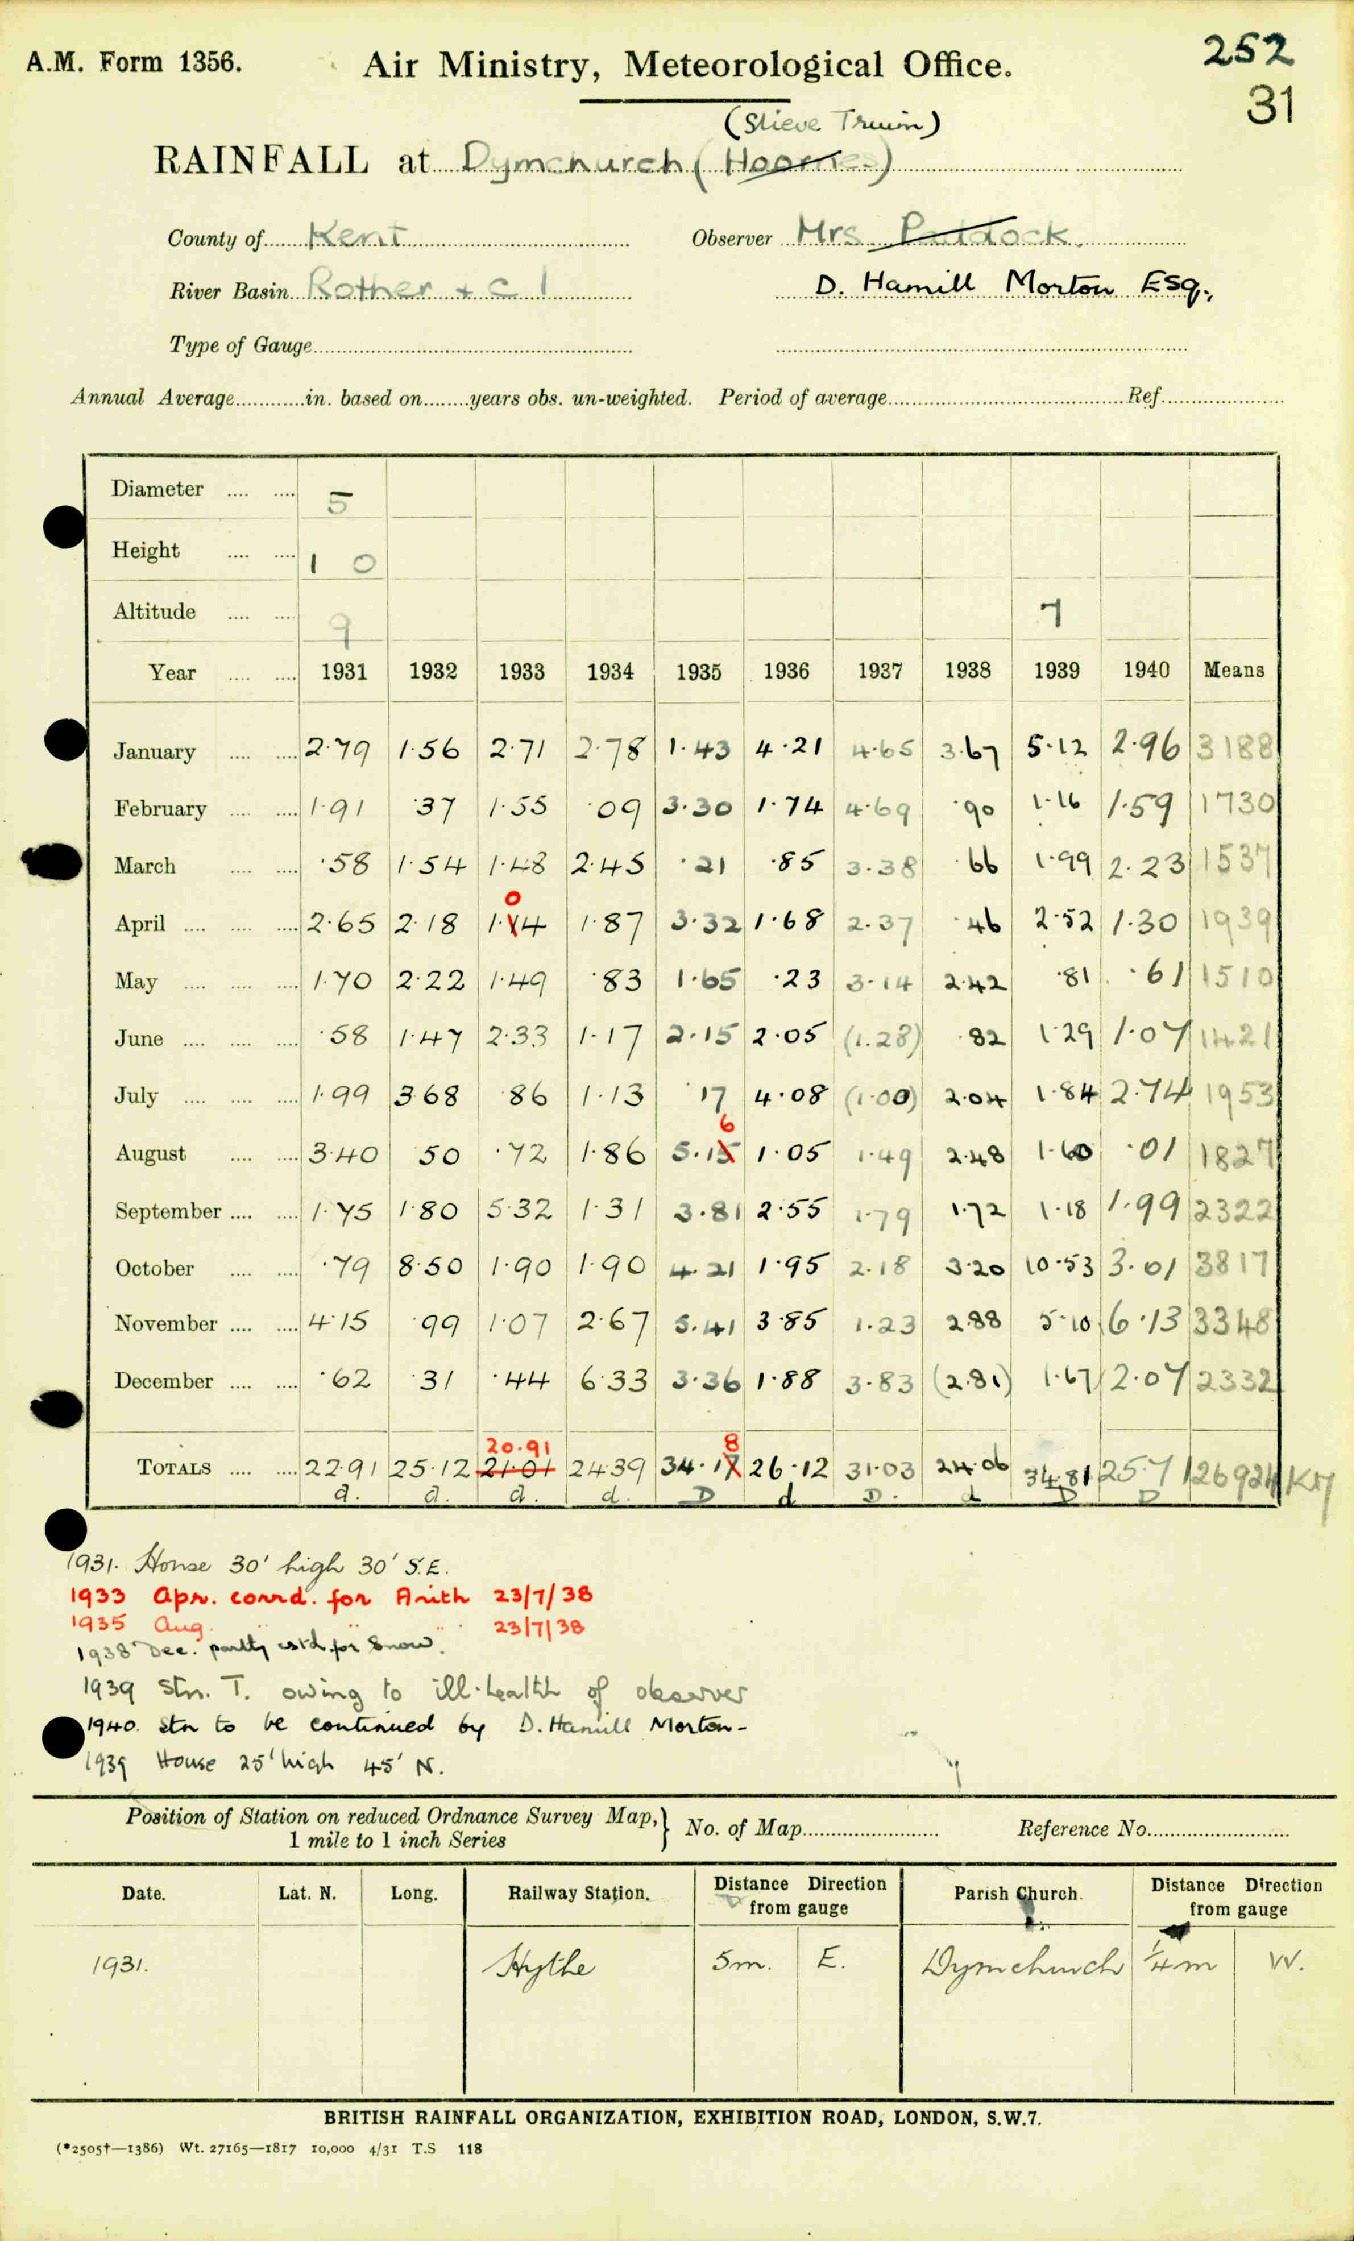 A.M. Form 1356.
Air Ministry, Meteorological Office.
252
31
(Slieve Truim)
RAINFALL at Dymchurch (Hoomes)
County of Kent Observer Mrs Paddock.
River Basin Rother + c 1 D. Hamill Morton Esq.,
Type of Gauge
Annual Average in. based on years obs. un-weighted. Period of average Ref.
Diameter 5
Height 1 0
Altitude 9 7
Year 1931 1932 1933 1934 1935 1936 1937 1938 1939 1940 Means
January 2.79 1.56 2.71 2.78 1.43 4.21 4.65 3.67 5.12 2.96 3188
February 1.91 .37 1.55 .09 3.30 1.74 4.69 .90 1.16 1.59 1730
March .58 1.54 1.48 2.45 .21 .85 3.38 .66 1.99 2.23 1537
0
April 2.65 2.18 1.14 1.87 3.32 1.68 2.37 .46 2.52 1.30 1939
May 1.70 2.22 1.49 .83 1.65 .23 3.14 2.42 .81 .61 1510
June .58 1.47 2.33 1.17 2.15 2.05 (1.28) .82 1.29 1.07 1421
July 1.99 3.68 .86 1.13 .17 4.08 (1.00) 2.04 1.84 2.74 1953
6
August 3.40 .50 .72 1.86 5.15 1.05 1.49 2.48 1.60 .01 1827
September 1.75 1.80 5.32 1.31 3.81 2.55 1.79 1.72 1.18 1.99 2322
October .79 8.50 1.90 1.90 4.21 1.95 2.18 3.20 10.53 3.01 3817
November 4.15 .99 1.07 2.67 5.41 3.85 1.23 2.88 5.10 6.13 3348
December .62 .31 .44 6.33 3.36 1.88 3.83 (2.81) 1.67 2.07 2332
20.91 8
TOTALS 22.91 25.12 21.01 24.39 34.17 26.12 31.03 24.06 34.81 25.71 26924 KM
d. d. d. d. D d D. d D D
1931. House 30' high 30' S.E.
1933 Apr. corrd. for Arith 23/7/38
1935 Aug. " " 23/7/38
1938 Dec. partly estd. for Snow.
1939 Stn. T. owing to ill-health of observer
1940. Stn to be continued by D. Hamill Morton-
1939 House 25' high 45' N.
Position of Station on reduced Ordnance Survey Map, } No. of Map Reference No.
1 mile to 1 inch Series
Date. Lat. N. Long. Railway Station. Distance Direction from gauge Parish Church. Distance Direction from gauge
1931. Hythe 5m. E. Dymchurch ¼m W.
BRITISH RAINFALL ORGANIZATION, EXHIBITION ROAD, LONDON, S.W.7.
(*2505†—1386) Wt. 27165—1817 10,000 4/31 T.S 118